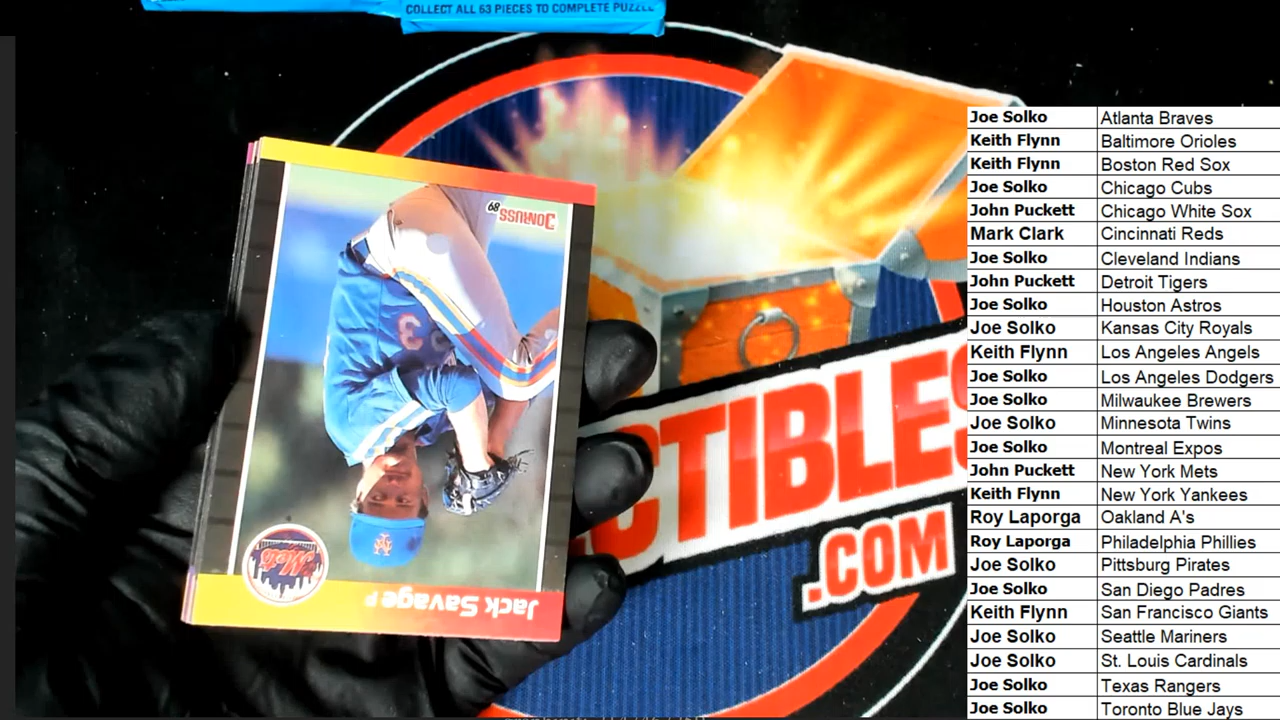 COLLECT ALL 63 PIECES TO COMPLETE PUZZLE
DONRUSS 89
Mets
Jack Savage P
CTIBLES
.COM
Joe Solko Atlanta Braves
Keith Flynn Baltimore Orioles
Keith Flynn Boston Red Sox
Joe Solko Chicago Cubs
John Puckett Chicago White Sox
Mark Clark Cincinnati Reds
Joe Solko Cleveland Indians
John Puckett Detroit Tigers
Joe Solko Houston Astros
Joe Solko Kansas City Royals
Keith Flynn Los Angeles Angels
Joe Solko Los Angeles Dodgers
Joe Solko Milwaukee Brewers
Joe Solko Minnesota Twins
Joe Solko Montreal Expos
John Puckett New York Mets
Keith Flynn New York Yankees
Roy Laporga Oakland A's
Roy Laporga Philadelphia Phillies
Joe Solko Pittsburg Pirates
Joe Solko San Diego Padres
Keith Flynn San Francisco Giants
Joe Solko Seattle Mariners
Joe Solko St. Louis Cardinals
Joe Solko Texas Rangers
Joe Solko Toronto Blue Jays